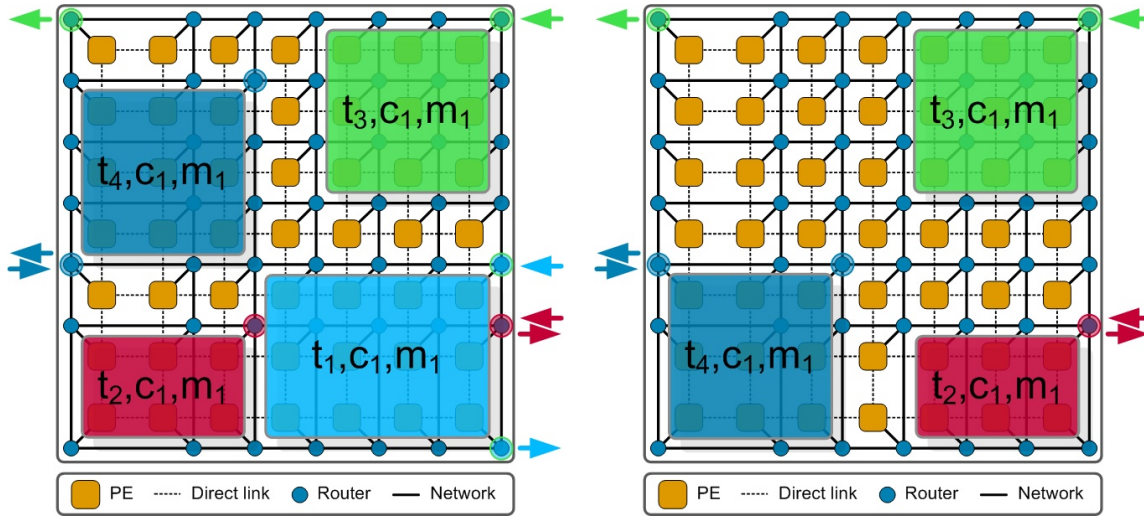 t3,c1,m1
t4,c1,m1
t2,c1,m1
t1,c1,m1
PE Direct link Router Network
t3,c1,m1
t4,c1,m1
t2,c1,m1
PE Direct link Router Network